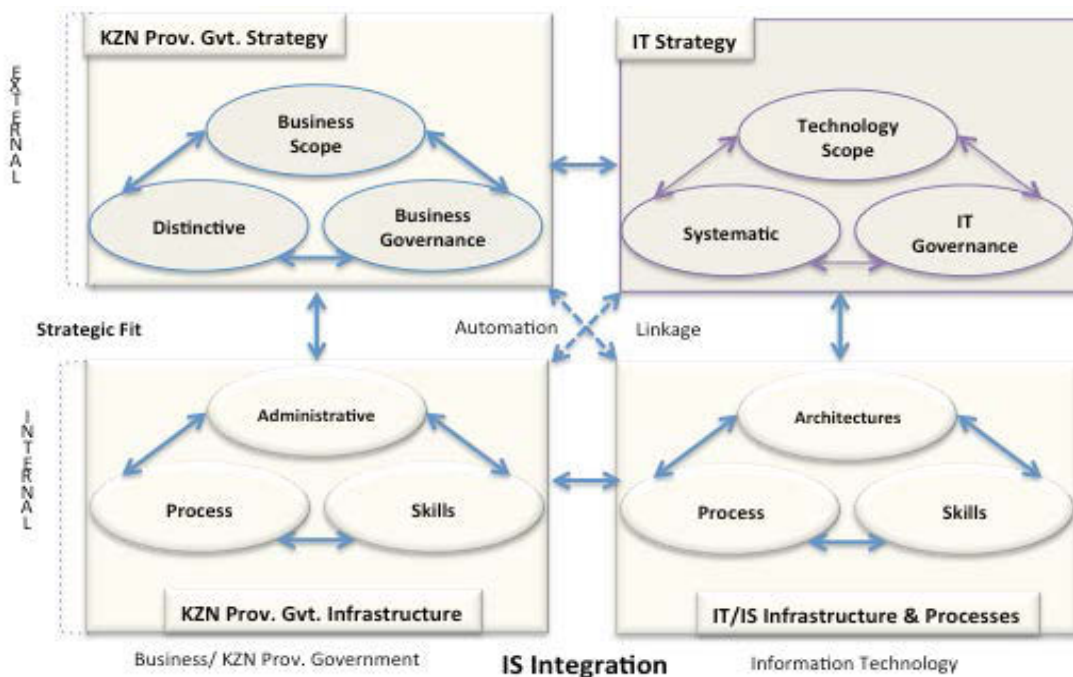 KZN Prov. Gvt. Strategy
IT Strategy
EXTERNAL
Business
Scope
Technology
Scope
Distinctive
Business
Governance
Systematic
IT
Governance
Strategic Fit
Automation
Linkage
INTERNAL
Administrative
Architectures
Process
Skills
Process
Skills
KZN Prov. Gvt. Infrastructure
IT/IS Infrastructure & Processes
Business/ KZN Prov. Government
IS Integration
Information Technology